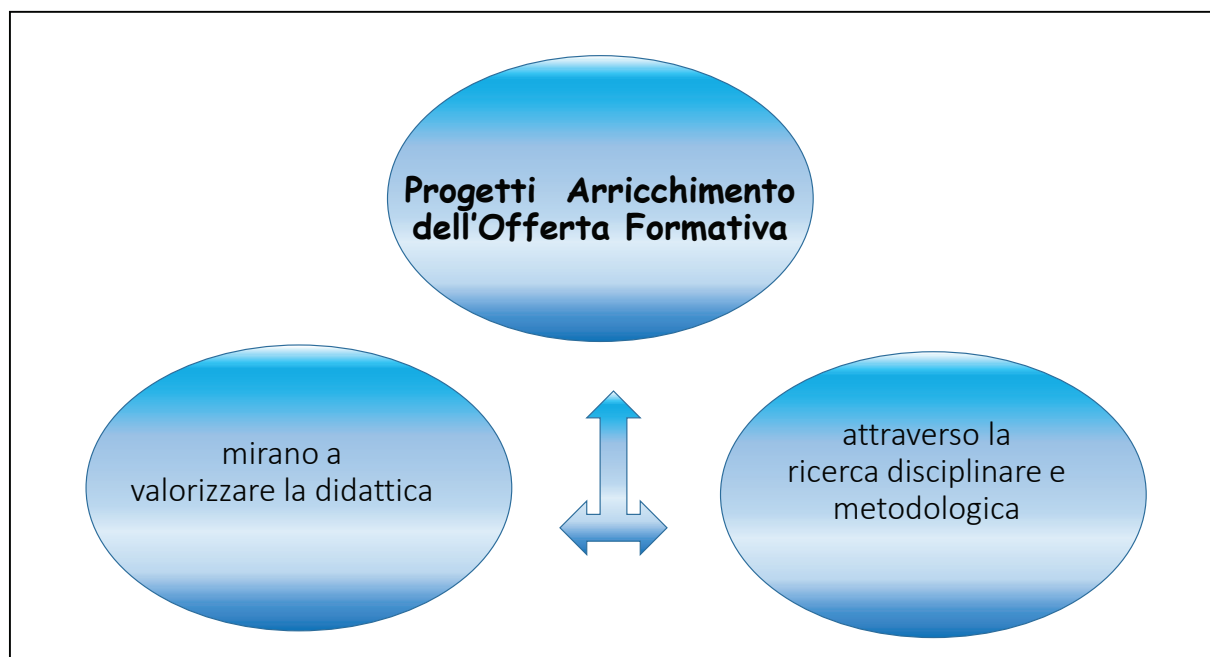 Progetti Arricchimento
dell'Offerta Formativa
mirano a
valorizzare la didattica
attraverso la
ricerca disciplinare e
metodologica